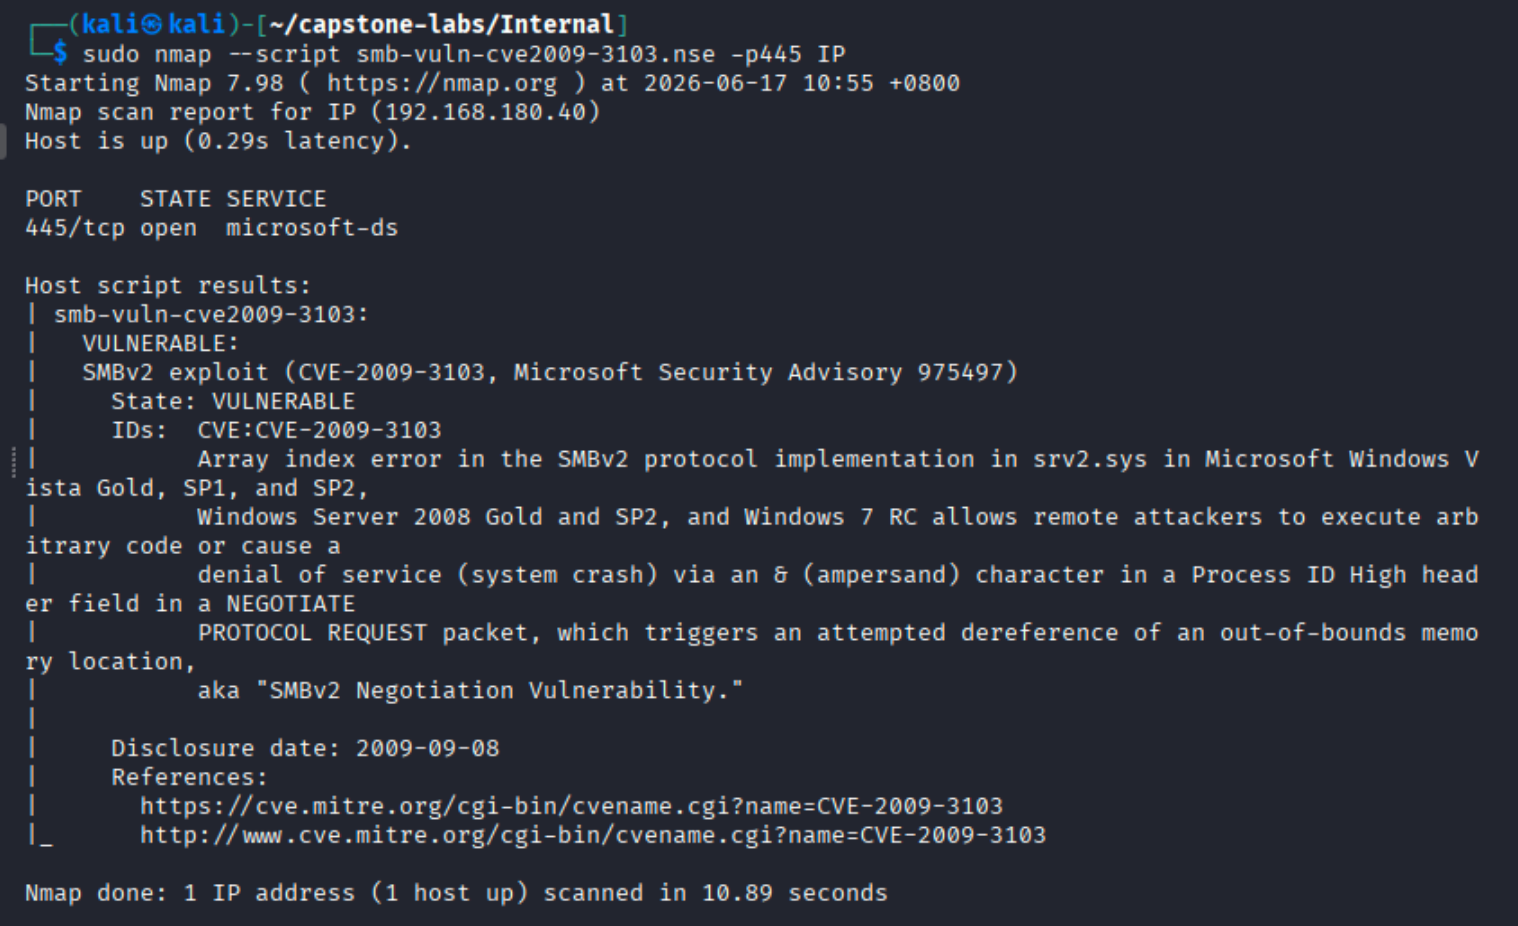 ┌──(kali㉿kali)-[~/capstone-labs/Internal]
└─$ sudo nmap --script smb-vuln-cve2009-3103.nse -p445 IP
Starting Nmap 7.98 ( https://nmap.org ) at 2026-06-17 10:55 +0800
Nmap scan report for IP (192.168.180.40)
Host is up (0.29s latency).

PORT    STATE SERVICE
445/tcp open  microsoft-ds

Host script results:
| smb-vuln-cve2009-3103:
|   VULNERABLE:
|   SMBv2 exploit (CVE-2009-3103, Microsoft Security Advisory 975497)
|     State: VULNERABLE
|     IDs:  CVE:CVE-2009-3103
|           Array index error in the SMBv2 protocol implementation in srv2.sys in Microsoft Windows V
ista Gold, SP1, and SP2,
|           Windows Server 2008 Gold and SP2, and Windows 7 RC allows remote attackers to execute arb
itrary code or cause a
|           denial of service (system crash) via an & (ampersand) character in a Process ID High head
er field in a NEGOTIATE
|           PROTOCOL REQUEST packet, which triggers an attempted dereference of an out-of-bounds memo
ry location,
|           aka "SMBv2 Negotiation Vulnerability."
|
|     Disclosure date: 2009-09-08
|     References:
|       https://cve.mitre.org/cgi-bin/cvename.cgi?name=CVE-2009-3103
|_      http://www.cve.mitre.org/cgi-bin/cvename.cgi?name=CVE-2009-3103

Nmap done: 1 IP address (1 host up) scanned in 10.89 seconds